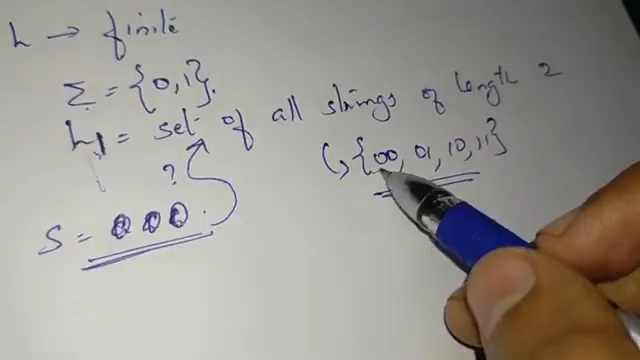 L → finite
Σ = {0,1}.
L1 = set of all strings of length 2
↳ {00, 01, 10, 11}
?
S = 000.